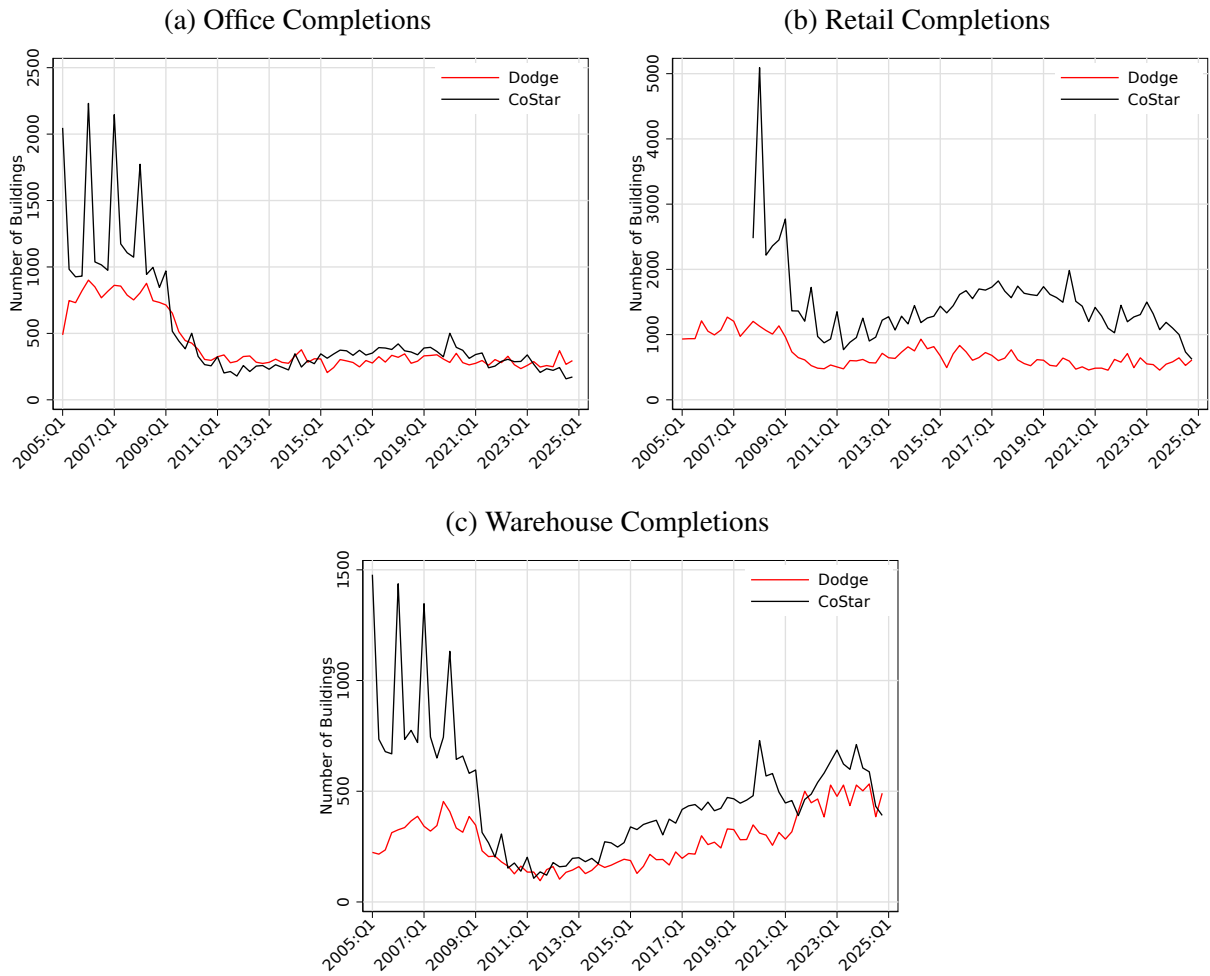 (a) Office Completions
Number of Buildings
0
500
1000
1500
2000
2500
Dodge
CoStar
2005:Q1
2007:Q1
2009:Q1
2011:Q1
2013:Q1
2015:Q1
2017:Q1
2019:Q1
2021:Q1
2023:Q1
2025:Q1
(b) Retail Completions
Number of Buildings
0
1000
2000
3000
4000
5000
Dodge
CoStar
2005:Q1
2007:Q1
2009:Q1
2011:Q1
2013:Q1
2015:Q1
2017:Q1
2019:Q1
2021:Q1
2023:Q1
2025:Q1
(c) Warehouse Completions
Number of Buildings
0
500
1000
1500
Dodge
CoStar
2005:Q1
2007:Q1
2009:Q1
2011:Q1
2013:Q1
2015:Q1
2017:Q1
2019:Q1
2021:Q1
2023:Q1
2025:Q1